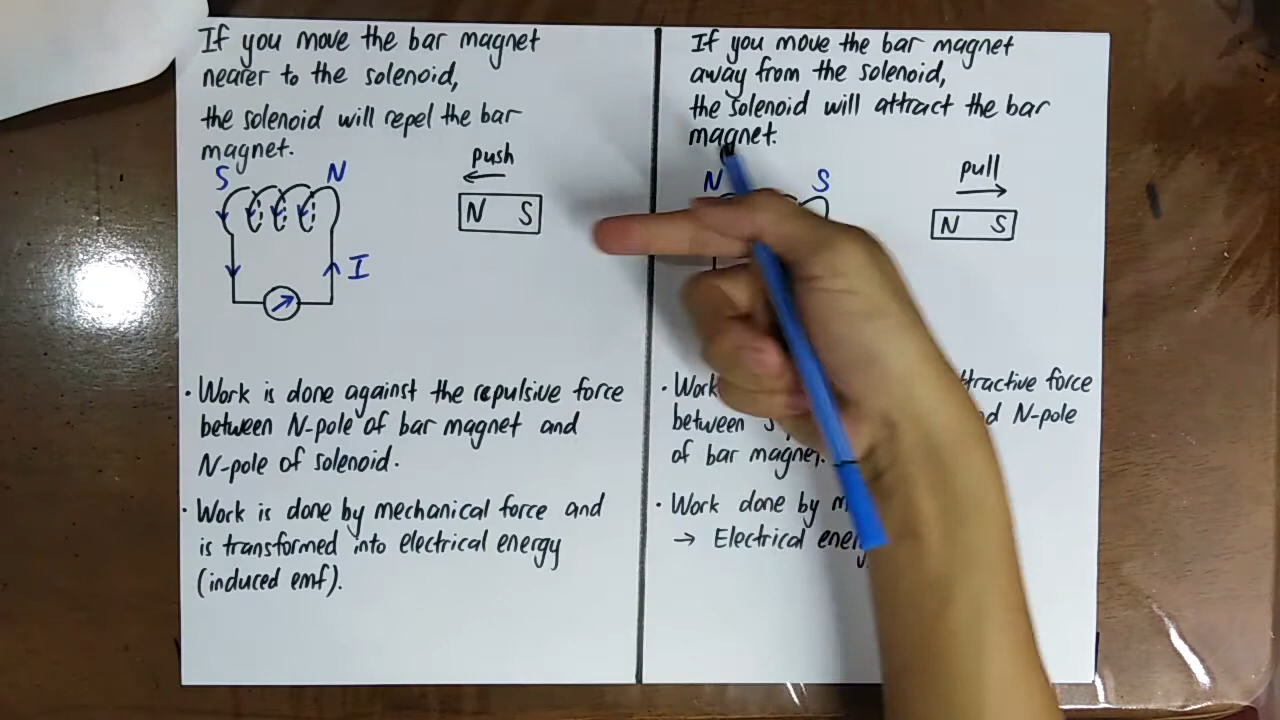 If you move the bar magnet
nearer to the solenoid,
the solenoid will repel the bar
magnet.
S N
push
N S
I
• Work is done against the repulsive force
between N-pole of bar magnet and
N-pole of solenoid.
• Work is done by mechanical force and
is transformed into electrical energy
(induced emf).
If you move the bar magnet
away from the solenoid,
the solenoid will attract the bar
magnet.
N S
pull
N S
• Work attractive force
between N-pole
of bar magnet.
• Work done by
→ Electrical